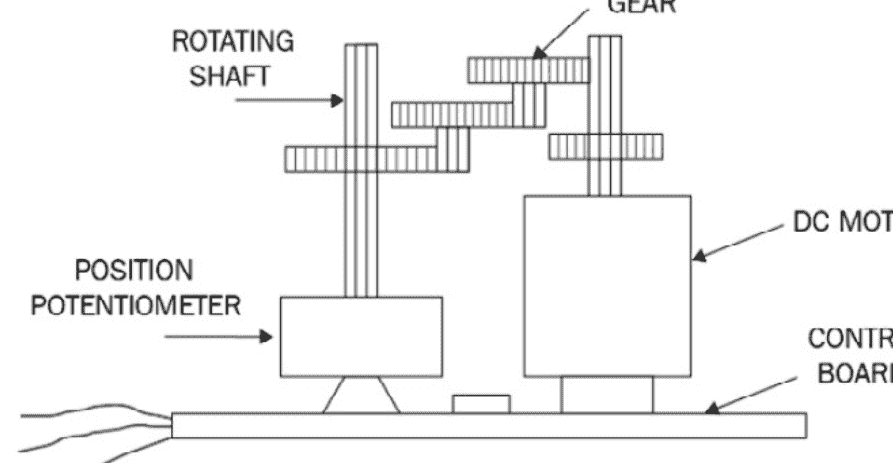 GEAR
ROTATING
SHAFT
DC MOT
POSITION
POTENTIOMETER
CONTR
BOAR